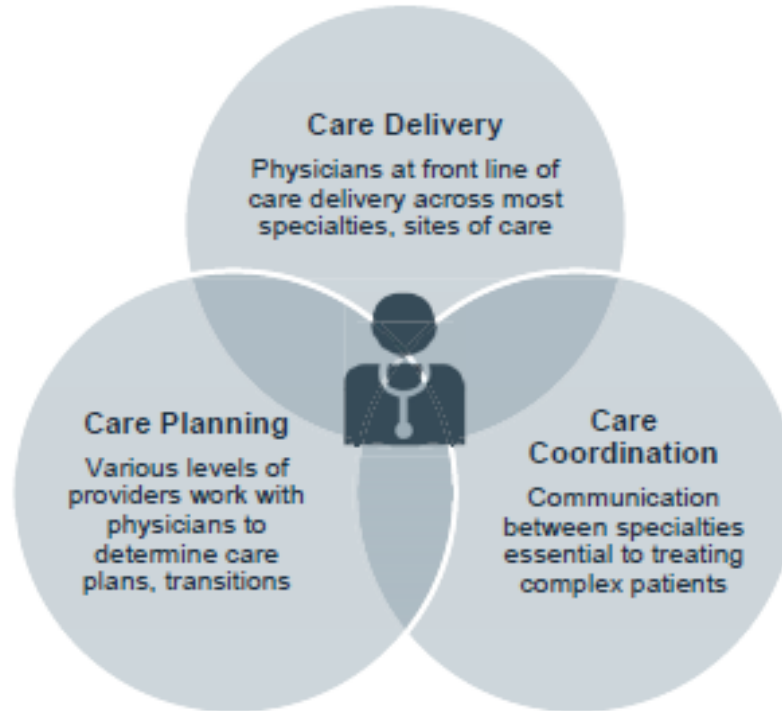 Care Delivery
Physicians at front line of
care delivery across most
specialties, sites of care
Care Planning
Various levels of
providers work with
physicians to
determine care
plans, transitions
Care
Coordination
Communication
between specialties
essential to treating
complex patients